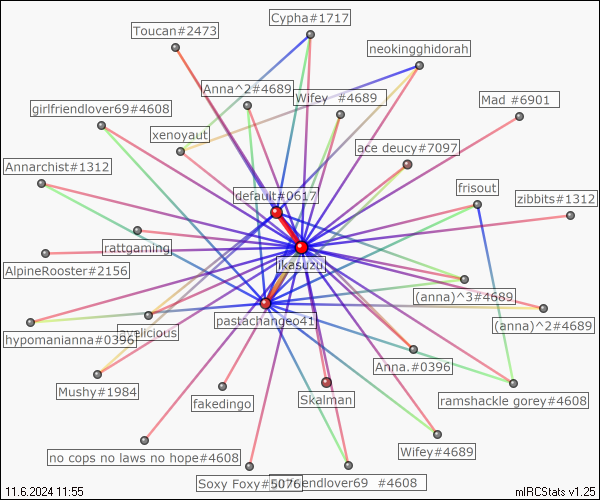 Cypha#1717
Toucan#2473
neokingghidorah
Anna^2#4689
Wifey #4689
Mad #6901
girlfriendlover69#4608
xenoyaut
ace deucy#7097
Annarchist#1312
default#0617
frisout
zibbits#1312
rattgaming
jkasuzu
AlpineRooster#2156
(anna)^3#4689
pastachangeo41
(anna)^2#4689
hypomanianna#0396
Anna.#0396
Mushy#1984
fakedingo
Skalman
ramshackle gorey#4608
no cops no laws no hope#4608
Wifey#4689
Soxy Foxy#5076
friendlover69 #4608
11.6.2024 11:55
mIRCStats v1.25